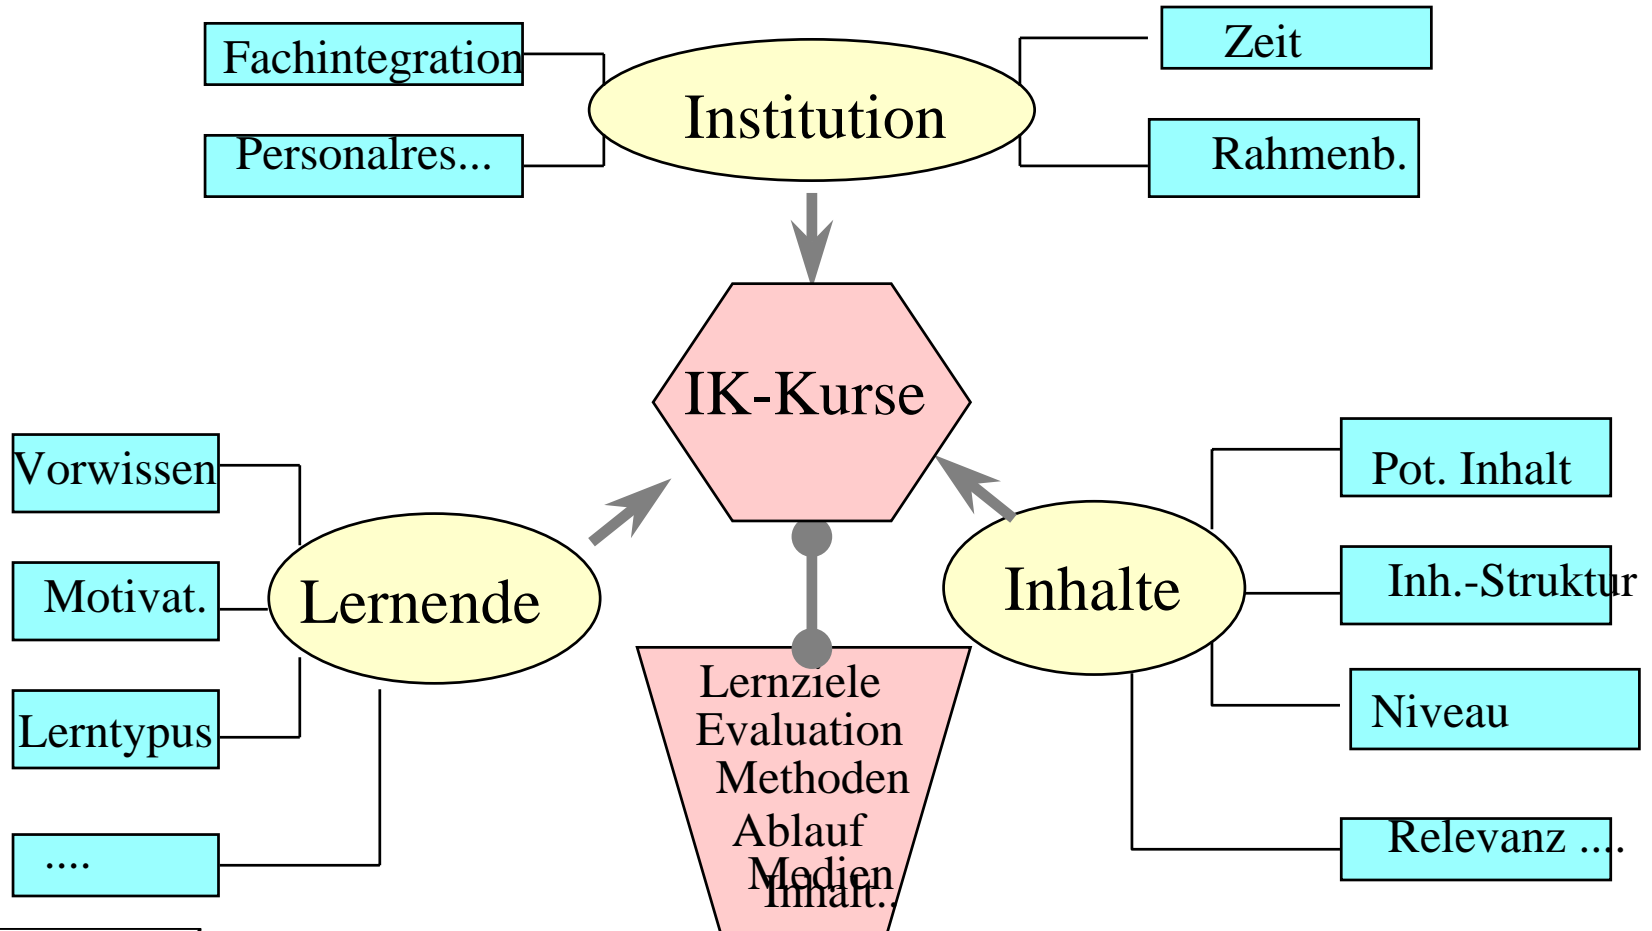 Fachintegration
Zeit
Institution
Personalres...
Rahmenb.
IK-Kurse
Vorwissen
Pot. Inhalt
Motivat.
Lernende
Inhalte
Inh.-Struktur
Lerntypus
Niveau
Lernziele
Evaluation
Methoden
Ablauf
Medien
Inhalt..
....
Relevanz ....